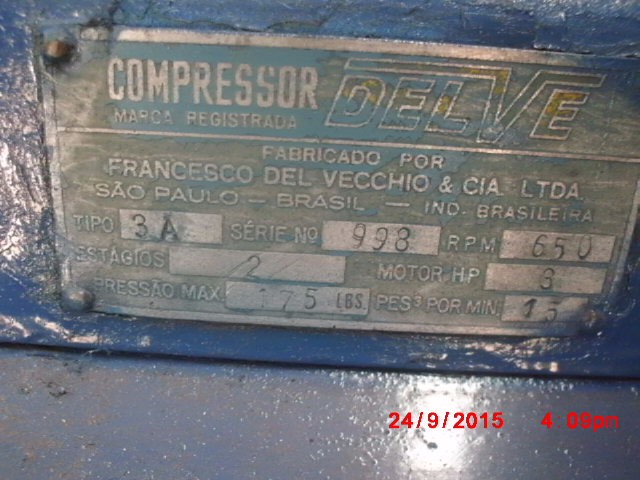 COMPRESSOR DELVE
MARCA REGISTRADA
FABRICADO POR
FRANCESCO DEL VECCHIO & CIA. LTDA
SÃO PAULO - BRASIL - IND. BRASILEIRA
TIPO 3A SÉRIE Nº 998 RPM 650
ESTÁGIOS 2 MOTOR HP 3
PRESSÃO MAX. 175 LBS. PES³ POR MIN. 15
24/9/2015 4:09pm